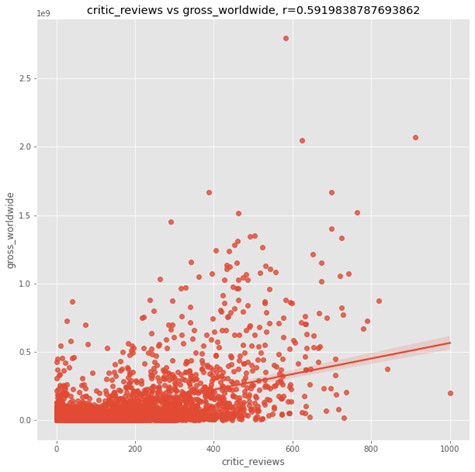 critic_reviews vs gross_worldwide, r=0.5919838787693862
1e9
2.5
2.0
1.5
1.0
0.5
0.0
gross_worldwide
0 200 400 600 800 1000
critic_reviews